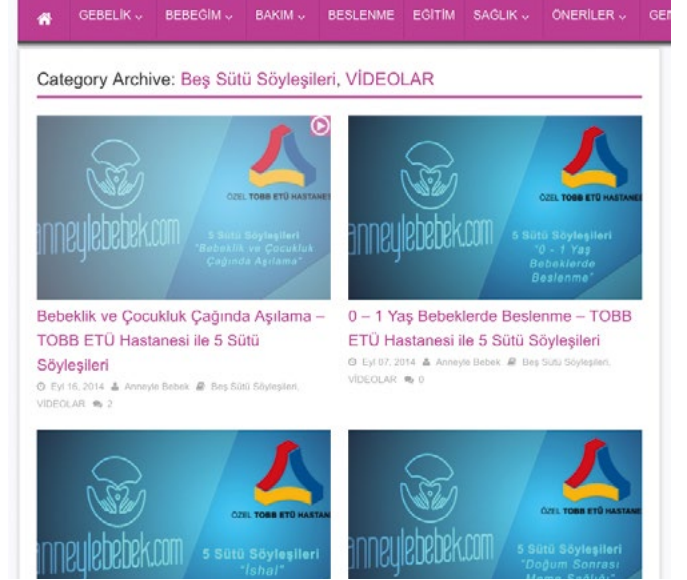 GEBELİK BEBEĞİM BAKIM BESLENME EĞİTİM SAĞLIK ÖNERİLER GEN
Category Archive: Beş Sütü Söyleşileri, VİDEOLAR
ÖZEL TOBB ETÜ HASTANES
anneylebebek.com
5 Sütü Söyleşileri
"Bebeklik ve Çocukluk
Çağında Aşılama"
ÖZEL TOBB ETÜ HASTANE
anneylebebek.com
5 Sütü Söyleşileri
"0 - 1 Yaş
Bebeklerde
Beslenme"
Bebeklik ve Çocukluk Çağında Aşılama –
TOBB ETÜ Hastanesi ile 5 Sütü
Söyleşileri
Eyl 16, 2014 Anneyle Bebek Beş Sütü Söyleşileri,
VİDEOLAR 2
0 – 1 Yaş Bebeklerde Beslenme – TOBB
ETÜ Hastanesi ile 5 Sütü Söyleşileri
Eyl 07, 2014 Anneyle Bebek Beş Sütü Söyleşileri,
VİDEOLAR 0
ÖZEL TOBB ETÜ HASTAN
anneylebebek.com
5 Sütü Söyleşileri
"İshal"
ÖZEL TOBB ETÜ HASTANE
anneylebebek.com
5 Sütü Söyleşileri
"Doğum Sonrası
Meme Sağlığı"